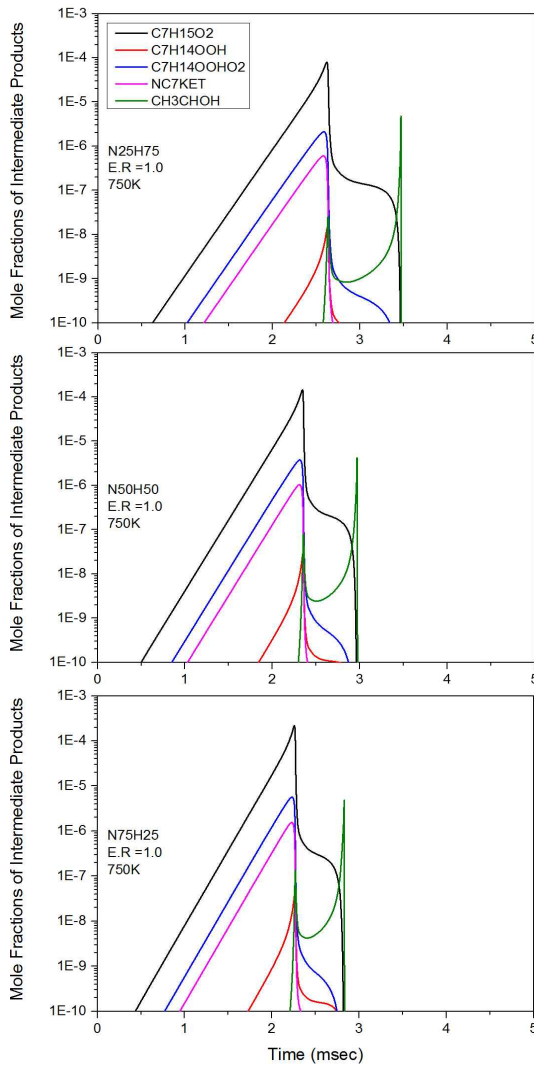 C7H15O2
C7H14OOH
C7H14OOHO2
NC7KET
CH3CHOH
N25H75
E.R =1.0
750K
Mole Fractions of Intermediate Products
1E-3
1E-4
1E-5
1E-6
1E-7
1E-8
1E-9
1E-10
0 1 2 3 4 5
N50H50
E.R =1.0
750K
Mole Fractions of Intermediate Products
1E-3
1E-4
1E-5
1E-6
1E-7
1E-8
1E-9
1E-10
0 1 2 3 4 5
N75H25
E.R =1.0
750K
Mole Fractions of Intermediate Products
1E-3
1E-4
1E-5
1E-6
1E-7
1E-8
1E-9
1E-10
0 1 2 3 4 5
Time (msec)